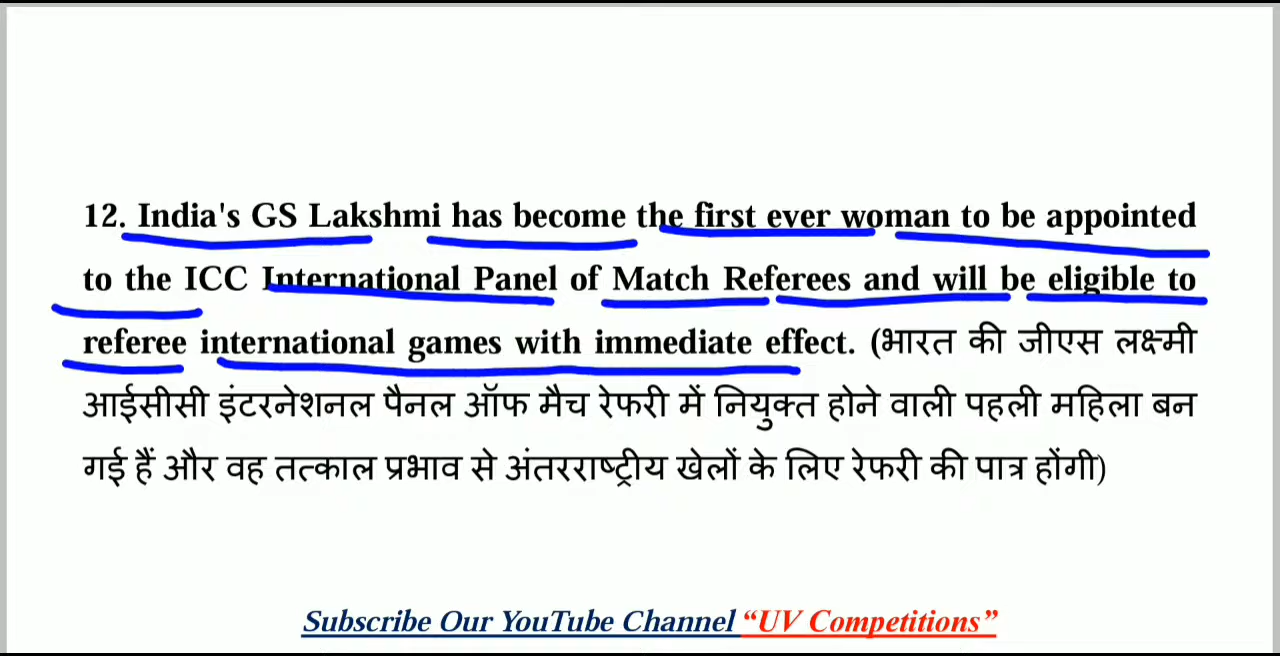 12. India's GS Lakshmi has become the first ever woman to be appointed
to the ICC International Panel of Match Referees and will be eligible to
referee international games with immediate effect. (भारत की जीएस लक्ष्मी
आईसीसी इंटरनेशनल पैनल ऑफ मैच रेफरी में नियुक्त होने वाली पहली महिला बन
गई हैं और वह तत्काल प्रभाव से अंतरराष्ट्रीय खेलों के लिए रेफरी की पात्र होंगी)
Subscribe Our YouTube Channel “UV Competitions”